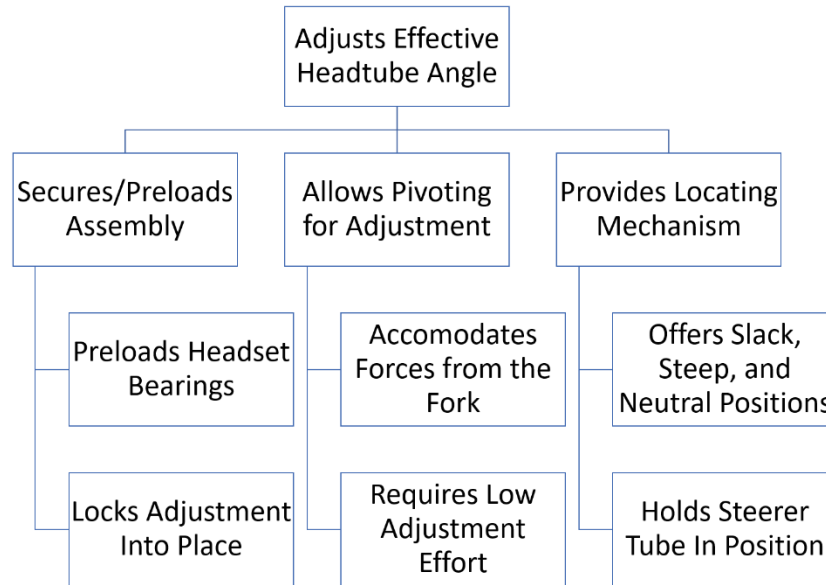 Adjusts Effective
Headtube Angle
Secures/Preloads
Assembly
Allows Pivoting
for Adjustment
Provides Locating
Mechanism
Preloads Headset
Bearings
Accomodates
Forces from the
Fork
Offers Slack,
Steep, and
Neutral Positions
Locks Adjustment
Into Place
Requires Low
Adjustment
Effort
Holds Steerer
Tube In Position